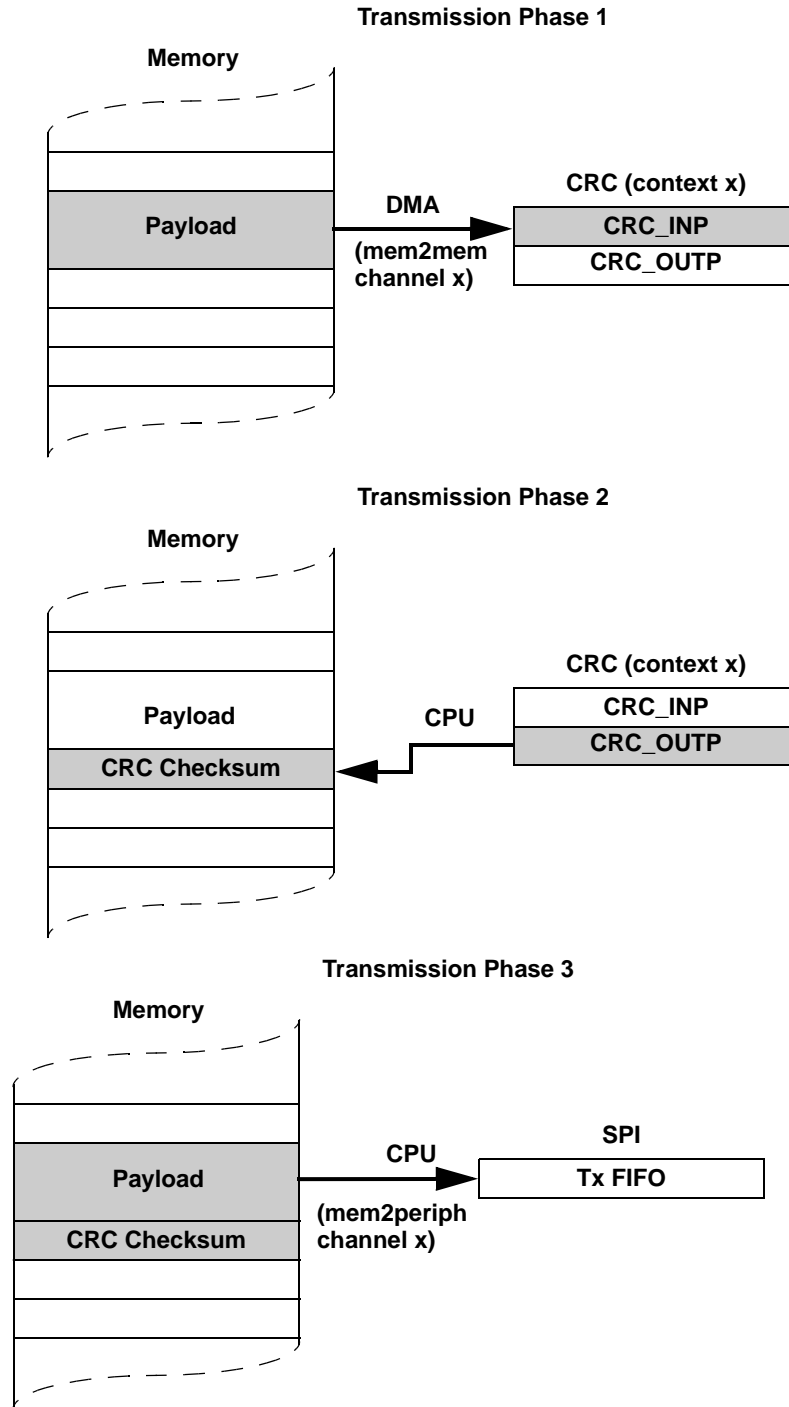 Transmission Phase 1
Memory
CRC (context x)
Payload
DMA
(mem2mem
channel x)
CRC_INP
CRC_OUTP
Transmission Phase 2
Memory
CRC (context x)
Payload
CPU
CRC_INP
CRC_OUTP
CRC Checksum
Transmission Phase 3
Memory
SPI
Payload
CPU
(mem2periph
channel x)
Tx FIFO
CRC Checksum